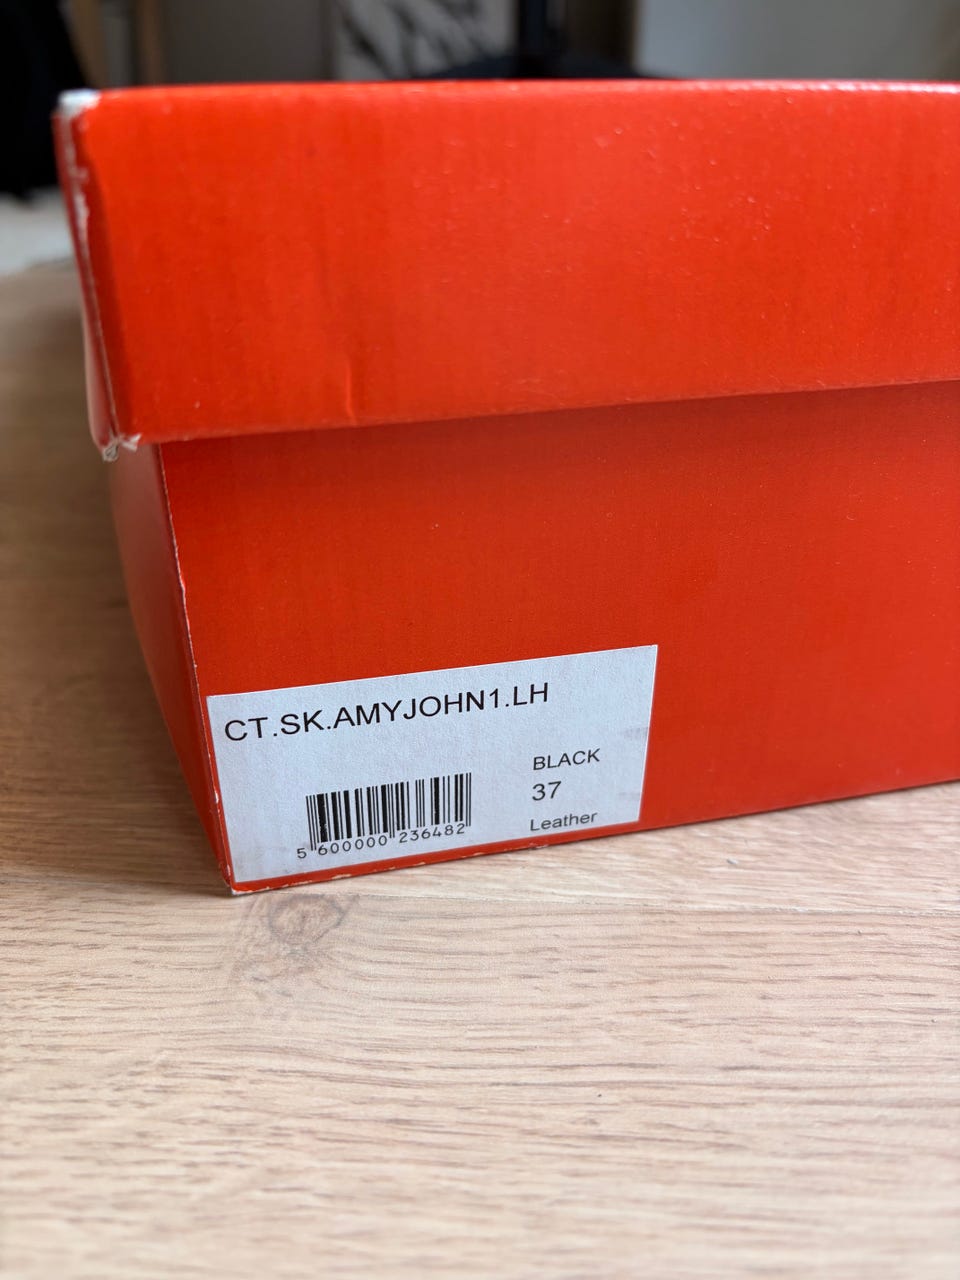 CT.SK.AMYJOHN1.LH
BLACK
37
Leather
5 600000 236482